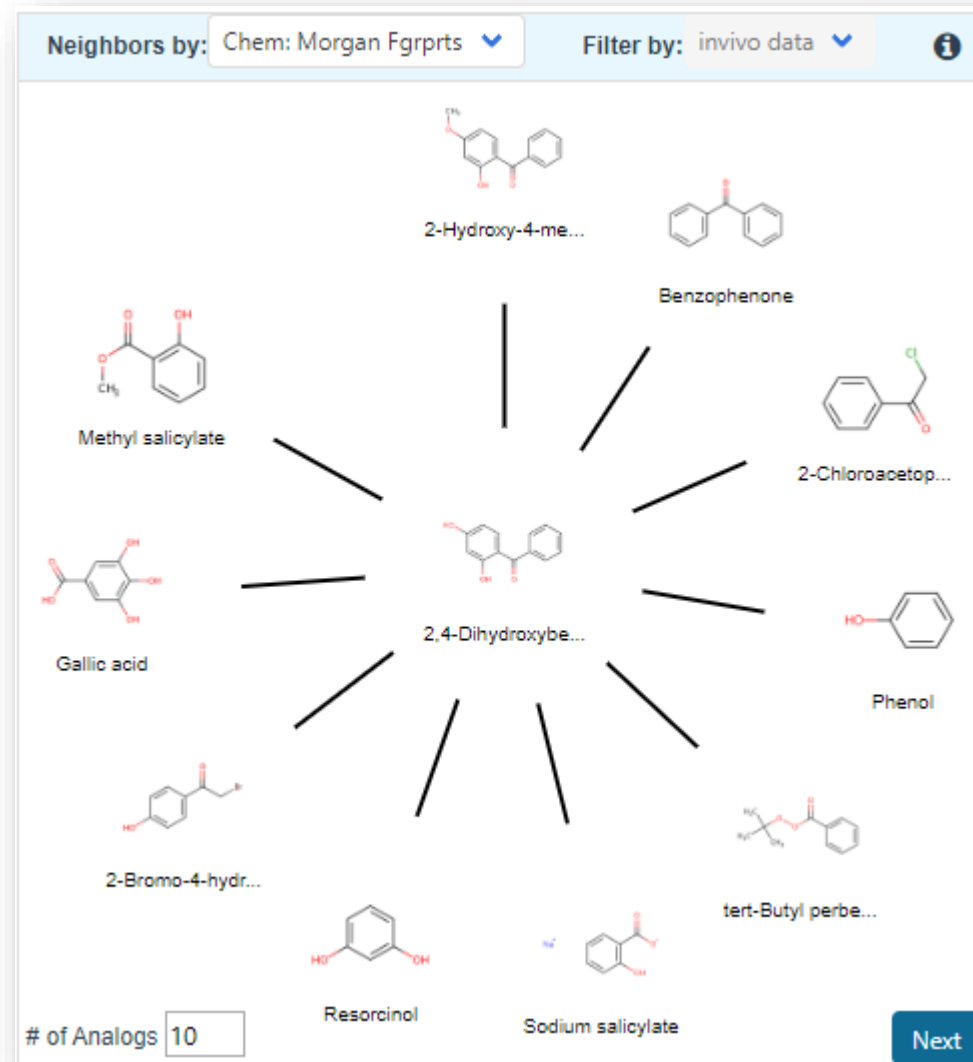 Neighbors by: Chem: Morgan Fgrprts Filter by: invivo data
2-Hydroxy-4-me...
Benzophenone
Methyl salicylate
2-Chloroacetop...
2,4-Dihydroxybe...
Gallic acid
Phenol
2-Bromo-4-hydr...
tert-Butyl perbe...
Resorcinol
Sodium salicylate
# of Analogs 10
Next